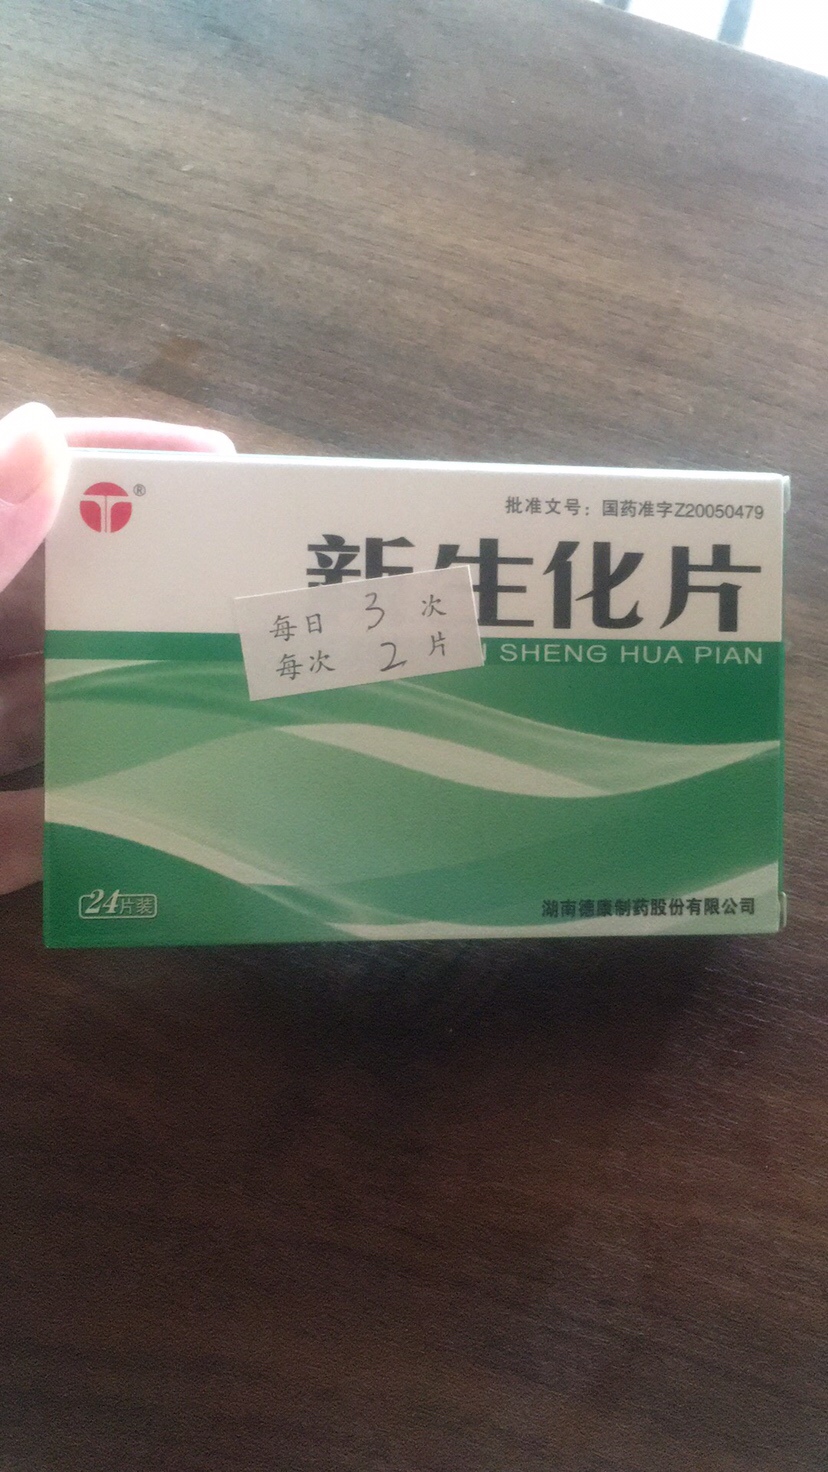 ®
批准文号：国药准字Z20050479
新生化片
SHENG HUA PIAN
每日 3 次
每次 2 片
24片装
湖南德康制药股份有限公司